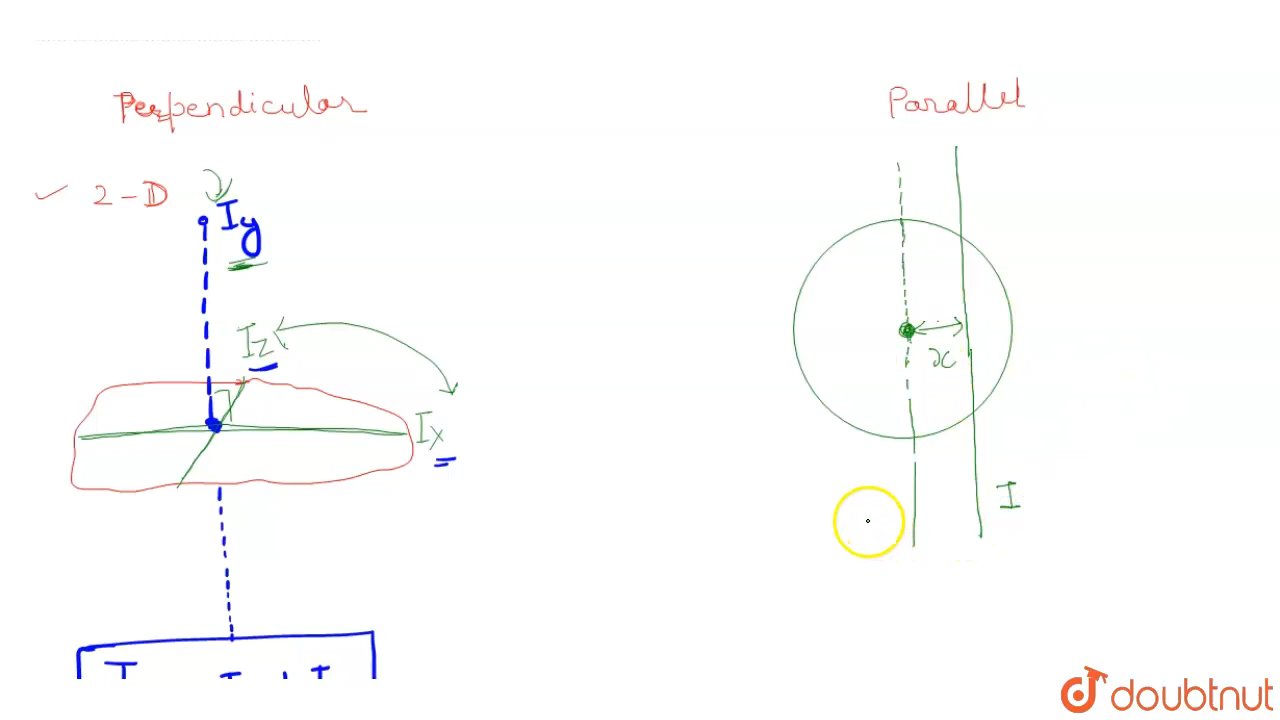 Perpendicular
2-D
Iy
Iz
Ix
Parallel
x
I
doubtnut